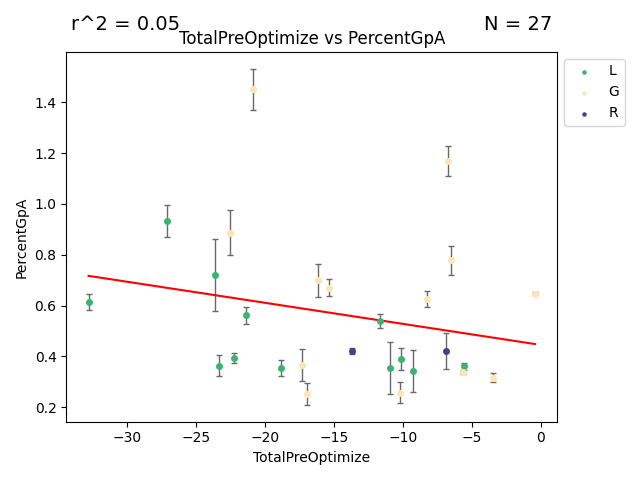 r^2 = 0.05
N = 27
TotalPreOptimize vs PercentGpA
L
G
R
PercentGpA
1.4
1.2
1.0
0.8
0.6
0.4
0.2
−30
−25
−20
−15
−10
−5
0
TotalPreOptimize